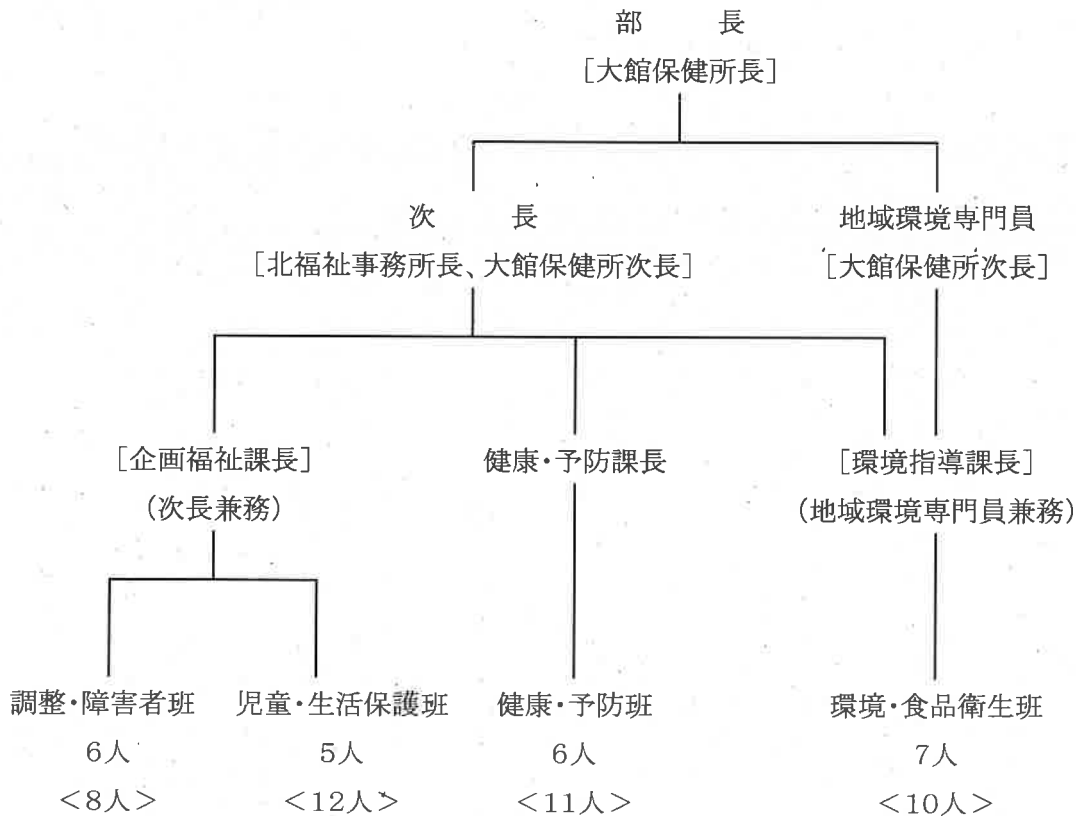 部　　長
[大館保健所長]
次　　長
[北福祉事務所長、大館保健所次長]
地域環境専門員
[大館保健所次長]
[企画福祉課長]
(次長兼務)
健康・予防課長
[環境指導課長]
(地域環境専門員兼務)
調整・障害者班
6人
<8人>
児童・生活保護班
5人
<12人>
健康・予防班
6人
<11人>
環境・食品衛生班
7人
<10人>